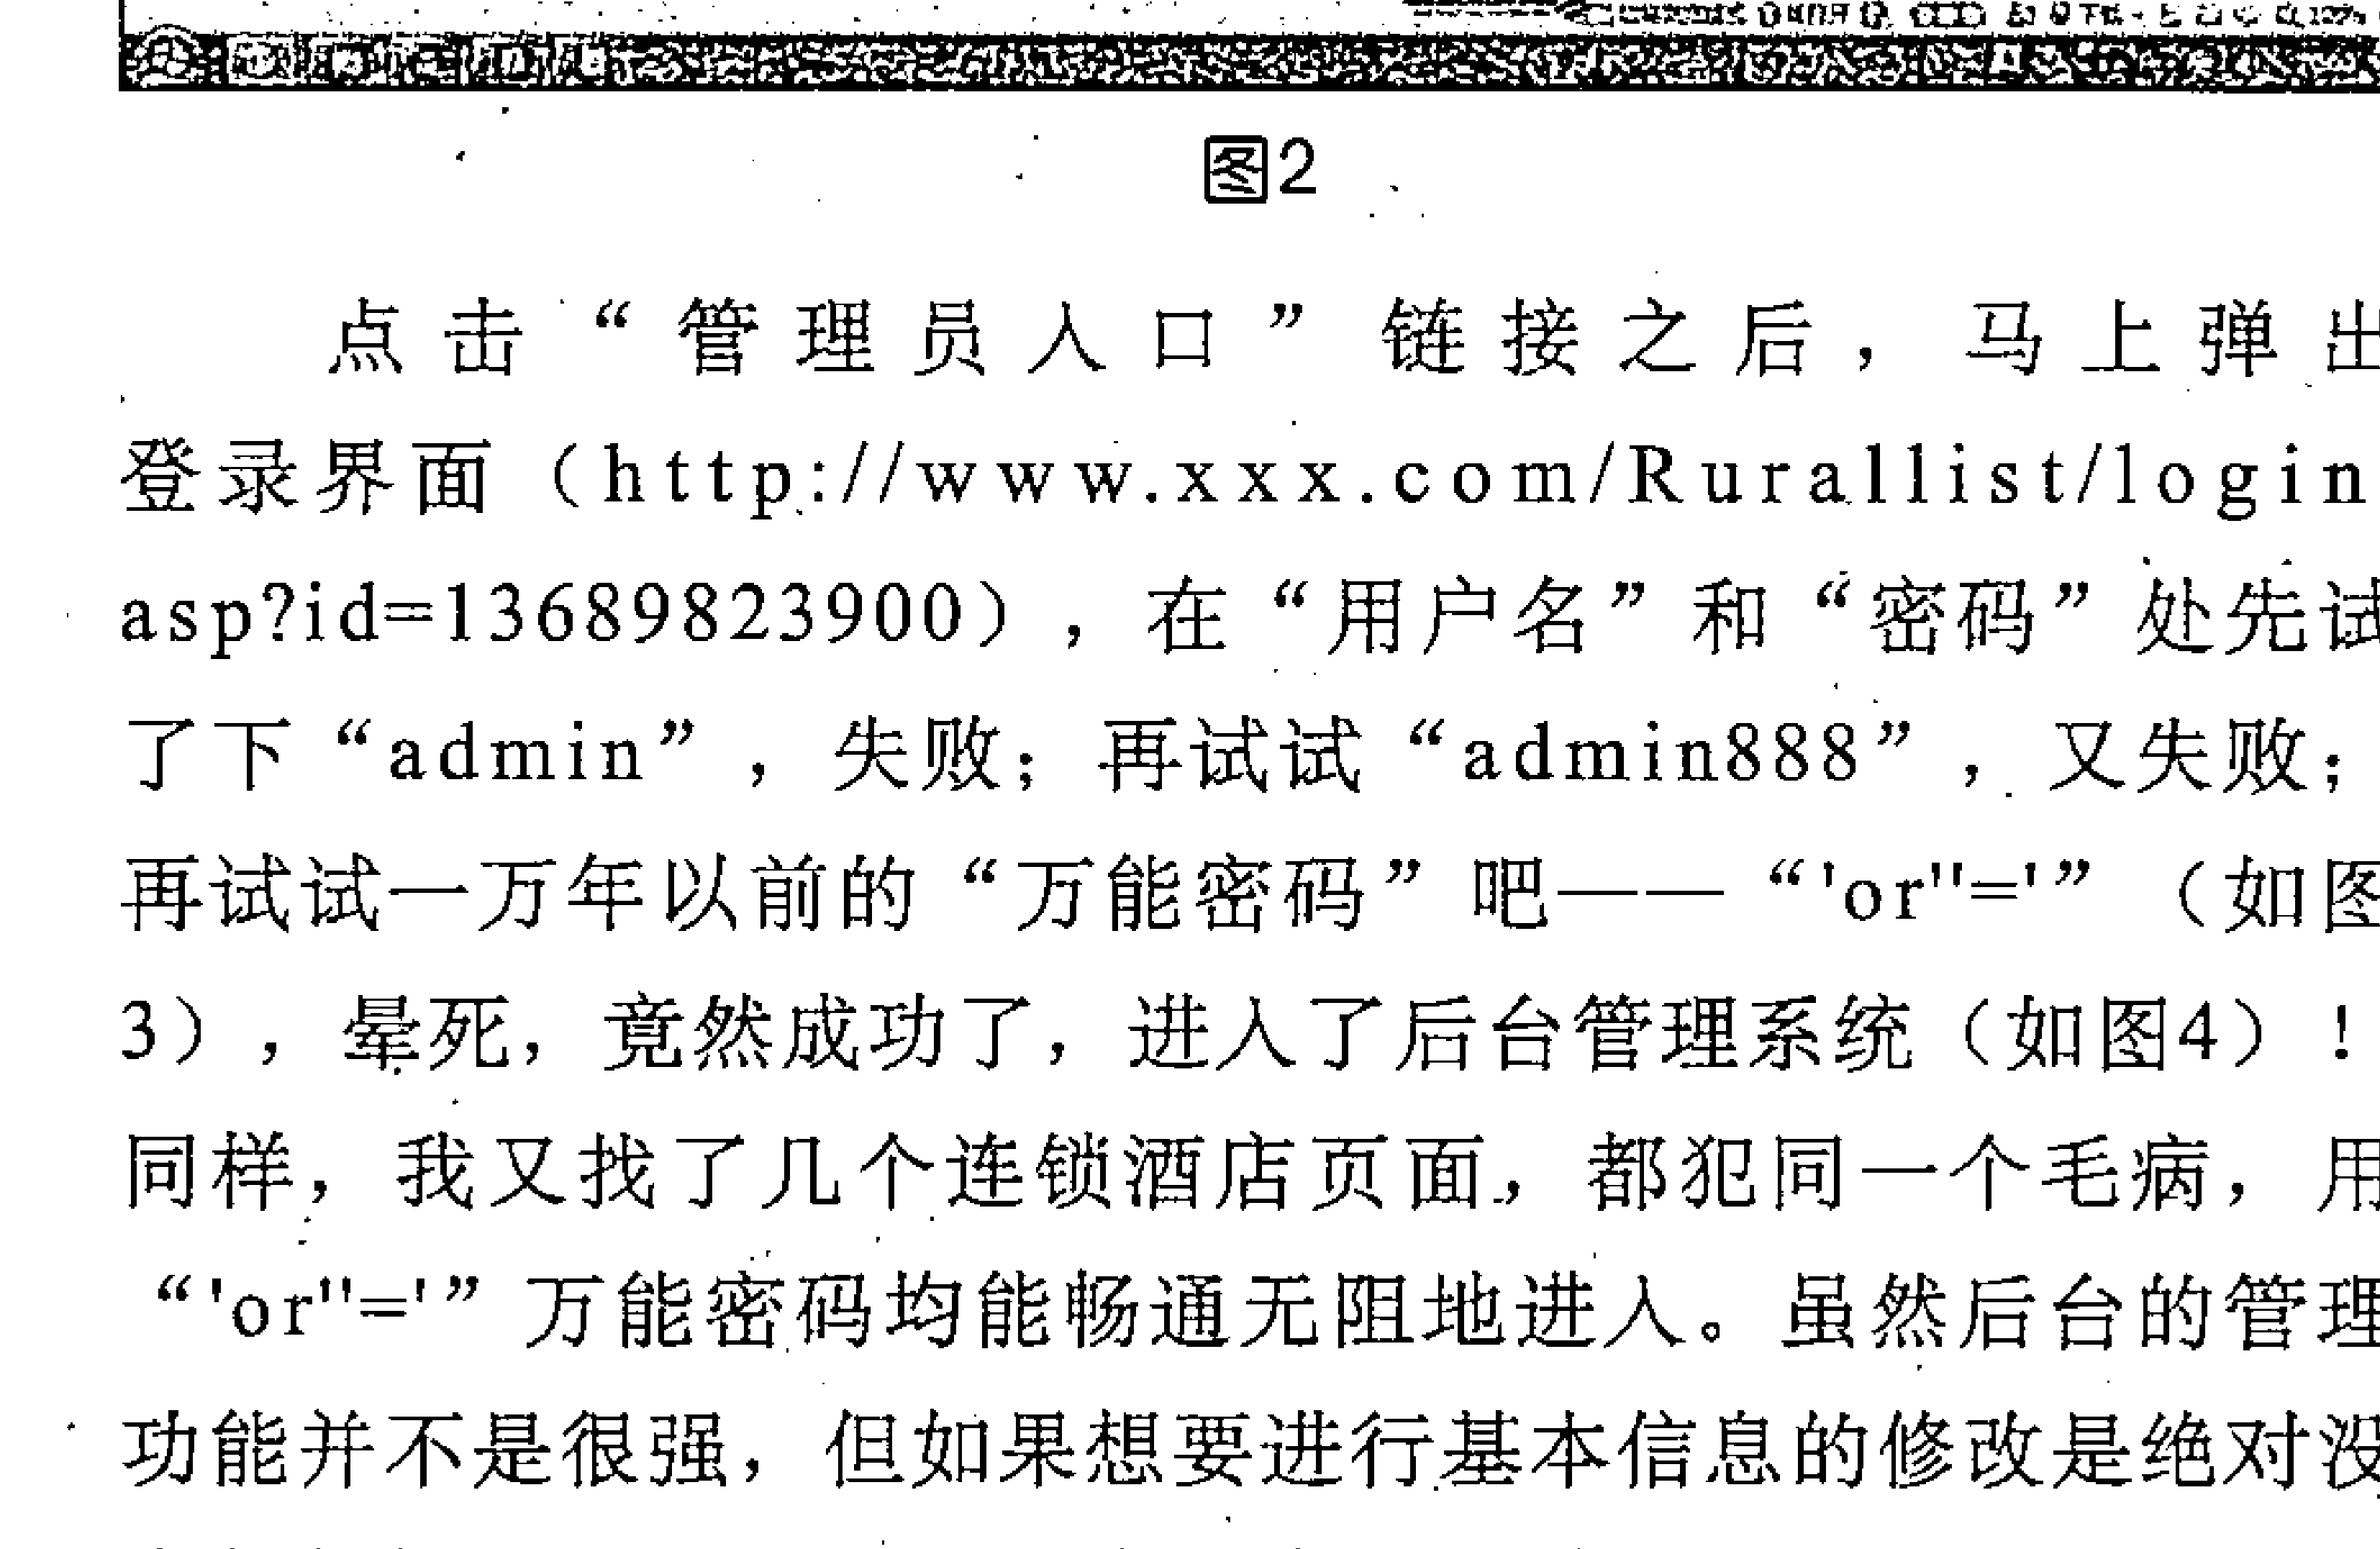 图2
点击“管理员入口”链接之后，马上弹出
登录界面（http://www.xxx.com/Rurallist/login
asp?id=13689823900），在“用户名”和“密码”处先试
了下“admin”，失败；再试试“admin888”，又失败；
再试试一万年以前的“万能密码”吧——“'or''='”（如图
3），晕死，竟然成功了，进入了后台管理系统（如图4）！
同样，我又找了几个连锁酒店页面，都犯同一个毛病，用
“'or''='”万能密码均能畅通无阻地进入。虽然后台的管理
功能并不是很强，但如果想要进行基本信息的修改是绝对没